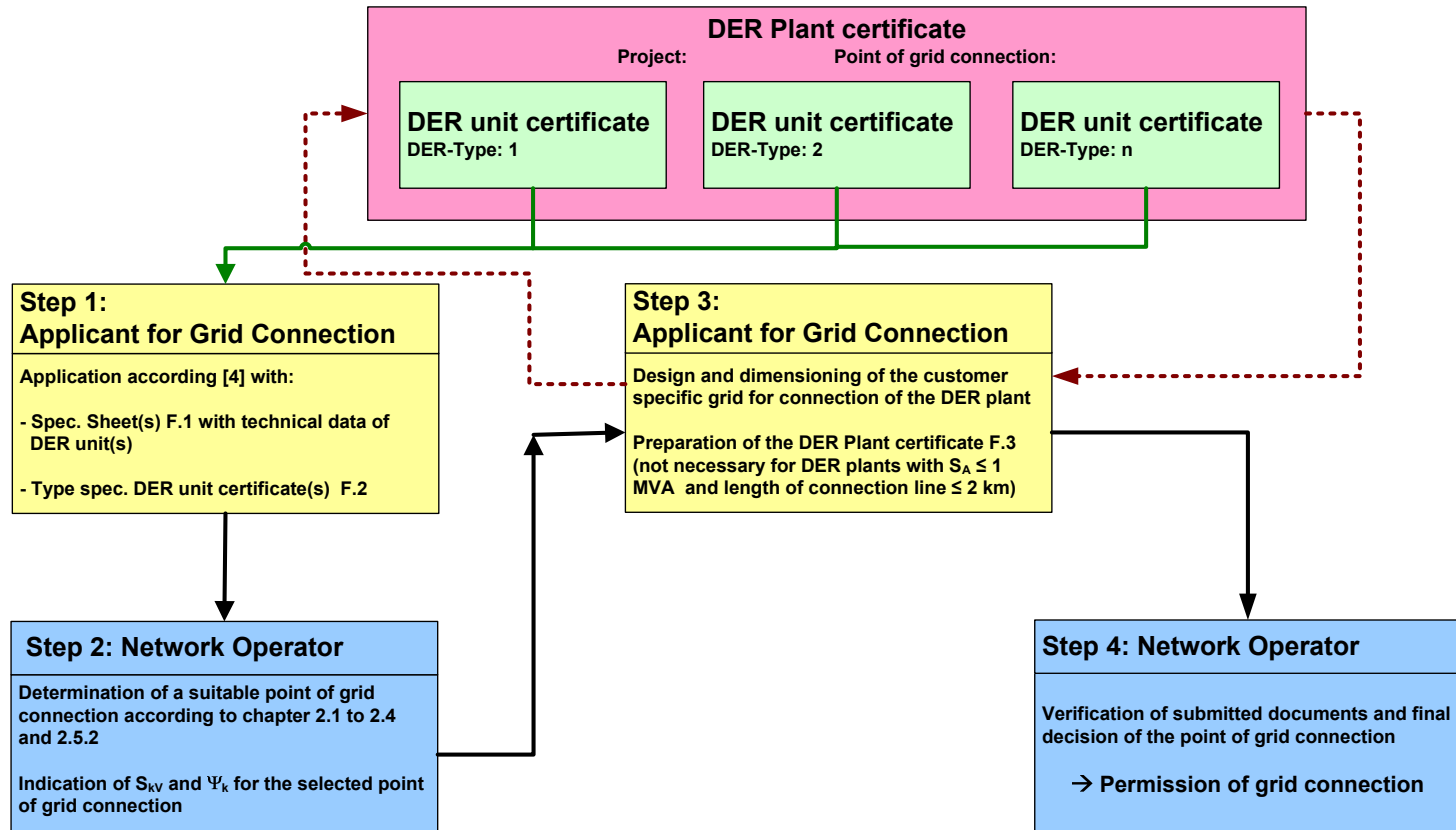 DER Plant certificate
Project: Point of grid connection:
DER unit certificate
DER-Type: 1
DER unit certificate
DER-Type: 2
DER unit certificate
DER-Type: n
Step 1:
Applicant for Grid Connection
Application according [4] with:
- Spec. Sheet(s) F.1 with technical data of
DER unit(s)
- Type spec. DER unit certificate(s) F.2
Step 3:
Applicant for Grid Connection
Design and dimensioning of the customer
specific grid for connection of the DER plant
Preparation of the DER Plant certificate F.3
(not necessary for DER plants with SA ≤ 1
MVA and length of connection line ≤ 2 km)
Step 2: Network Operator
Determination of a suitable point of grid
connection according to chapter 2.1 to 2.4
and 2.5.2
Indication of SkV and Ψk for the selected point
of grid connection
Step 4: Network Operator
Verification of submitted documents and final
decision of the point of grid connection
→ Permission of grid connection